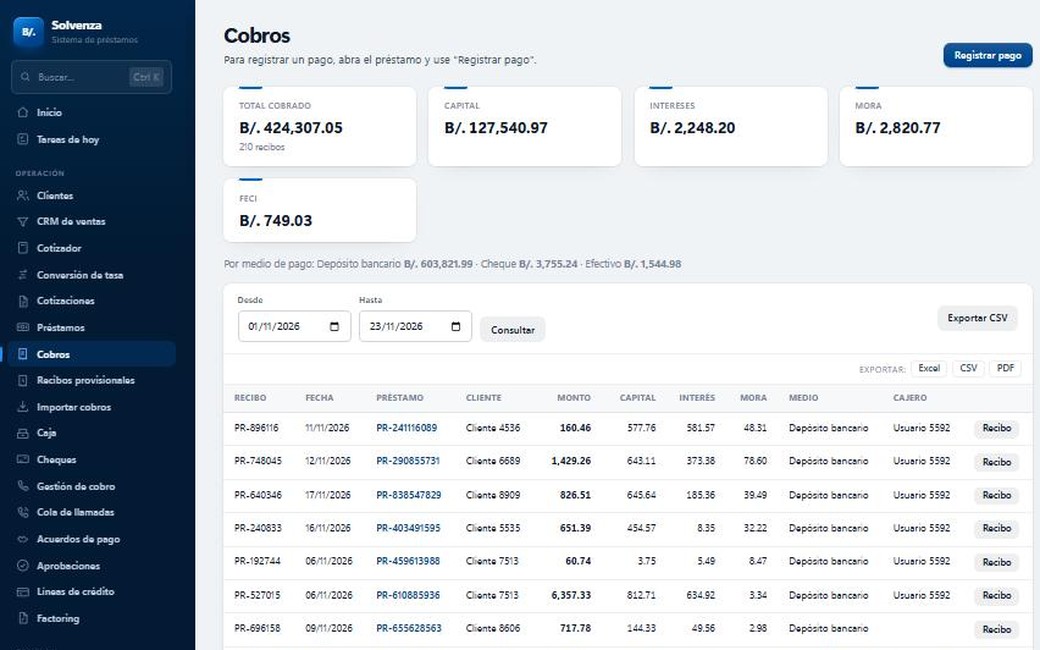 B/.
Solvenza
Sistema de préstamos
Buscar... Ctrl K
Inicio
Tareas de hoy
OPERACIÓN
Clientes
CRM de ventas
Cotizador
Conversión de tasa
Cotizaciones
Préstamos
Cobros
Recibos provisionales
Importar cobros
Caja
Cheques
Gestión de cobro
Cola de llamadas
Acuerdos de pago
Aprobaciones
Líneas de crédito
Factoring
Cobros
Para registrar un pago, abra el préstamo y use "Registrar pago".
Registrar pago
TOTAL COBRADO CAPITAL INTERESES MORA
B/. 424,307.05 B/. 127,540.97 B/. 2,248.20 B/. 2,820.77
210 recibos
FECI
B/. 749.03
Por medio de pago: Depósito bancario B/. 603,821.99 · Cheque B/. 3,755.24 · Efectivo B/. 1,544.98
Desde Hasta
01/11/2026 23/11/2026 Consultar Exportar CSV
EXPORTAR: Excel CSV PDF
RECIBO FECHA PRÉSTAMO CLIENTE MONTO CAPITAL INTERÉS MORA MEDIO CAJERO
PR-896116 11/11/2026 PR-241116089 Cliente 4536 160.46 577.76 581.57 48.31 Depósito bancario Usuario 5592 Recibo
PR-748045 12/11/2026 PR-290855731 Cliente 6689 1,429.26 643.11 373.38 78.60 Depósito bancario Usuario 5592 Recibo
PR-640346 17/11/2026 PR-838547829 Cliente 8909 826.51 645.64 185.36 39.49 Depósito bancario Usuario 5592 Recibo
PR-240833 16/11/2026 PR-403491595 Cliente 5535 651.39 454.57 8.35 32.22 Depósito bancario Usuario 5592 Recibo
PR-192744 06/11/2026 PR-459613988 Cliente 7513 60.74 3.75 5.49 8.47 Depósito bancario Usuario 5592 Recibo
PR-527015 06/11/2026 PR-610885936 Cliente 7513 6,357.33 812.71 634.92 3.34 Depósito bancario Usuario 5592 Recibo
PR-696158 09/11/2026 PR-655628563 Cliente 8606 717.78 144.33 49.56 2.98 Depósito bancario Recibo